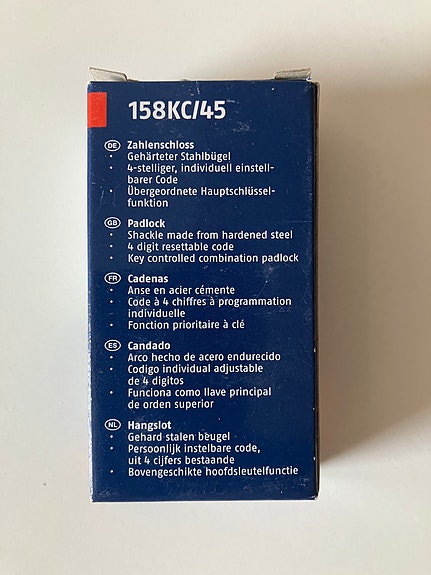 158KC/45
DE Zahlenschloss
· Gehärteter Stahlbügel
· 4-stelliger, individuell einstell-
barer Code
· Übergeordnete Hauptschlüssel-
funktion
GB Padlock
· Shackle made from hardened steel
· 4 digit resettable code
· Key controlled combination padlock
FR Cadenas
· Anse en acier cémente
· Code à 4 chiffres à programmation
individuelle
· Fonction prioritaire à clé
ES Candado
· Arco hecho de acero endurecido
· Codigo individual adjustable
de 4 digitos
· Funciona como llave principal
de orden superior
NL Hangslot
· Gehard stalen beugel
· Persoonlijk instelbare code,
uit 4 cijfers bestaande
· Bovengeschikte hoofdsleutelfunctie